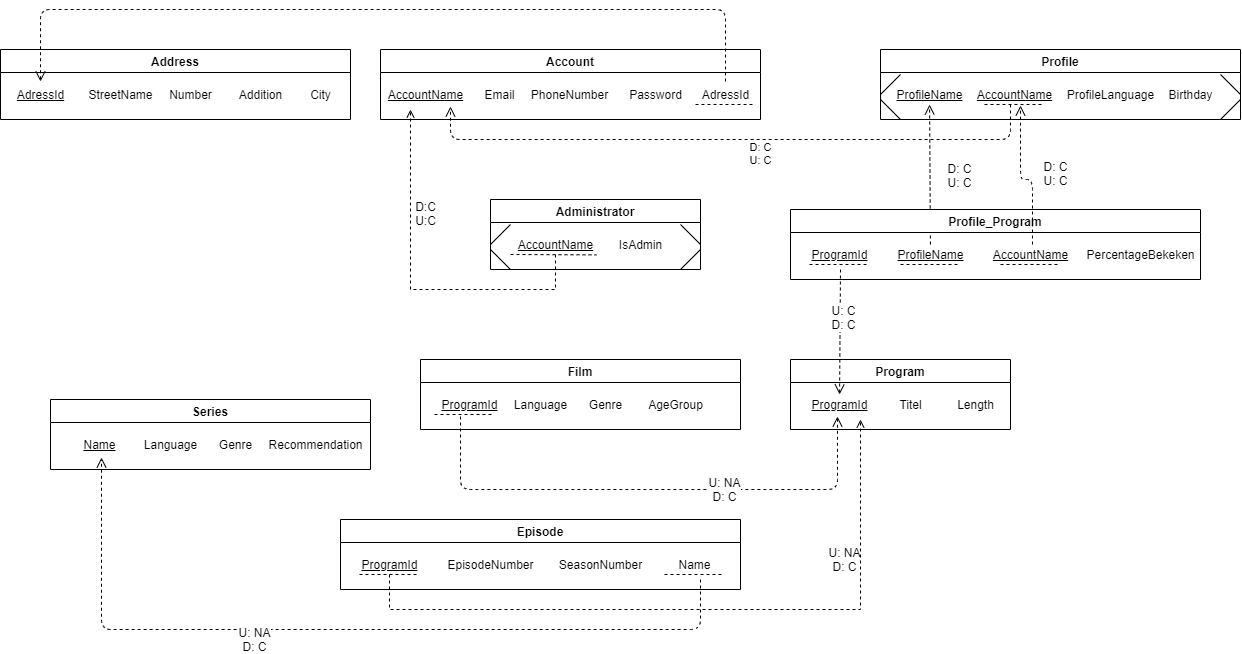 Address
AdressId StreetName Number Addition City
Account
AccountName Email PhoneNumber Password AdressId
Profile
ProfileName AccountName ProfileLanguage Birthday
D: C
U: C
D: C
U: C
D: C
U: C
D:C
U:C
Administrator
AccountName IsAdmin
Profile_Program
ProgramId ProfileName AccountName PercentageBekeken
U: C
D: C
Film
ProgramId Language Genre AgeGroup
Program
ProgramId Titel Length
Series
Name Language Genre Recommendation
U: NA
D: C
Episode
ProgramId EpisodeNumber SeasonNumber Name
U: NA
D: C
U: NA
D: C